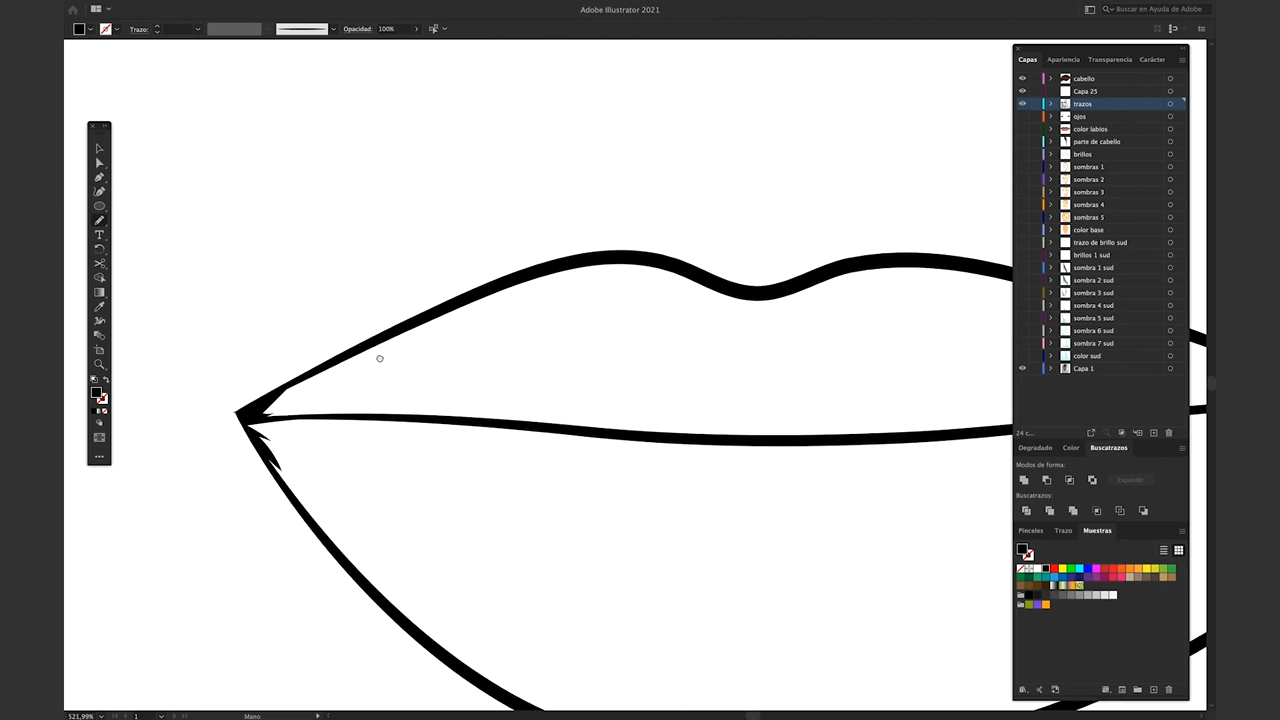 Adobe Illustrator 2021
Buscar en Ayuda de Adobe
Trazo:
Opacidad: 100%
Capas Apariencia Transparencia Carácter
cabello
Capa 25
trazos
ojos
color labios
parte de cabello
brillos
sombras 1
sombras 2
sombras 3
sombras 4
sombras 5
color base
trazo de brillo sud
brillos 1 sud
sombra 1 sud
sombra 2 sud
sombra 3 sud
sombra 4 sud
sombra 5 sud
sombra 6 sud
sombra 7 sud
color sud
Capa 1
24 c...
Degradado Color Buscatrazos
Modos de forma:
Expandir
Buscatrazos:
Pinceles Trazo Muestras
521,99% 1 Mano